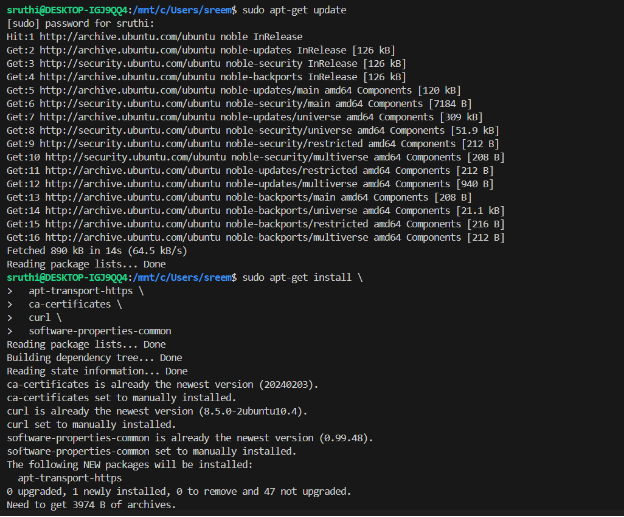 sruthi@DESKTOP-IGJ9QQ4:/mnt/c/Users/sreem$ sudo apt-get update
[sudo] password for sruthi:
Hit:1 http://archive.ubuntu.com/ubuntu noble InRelease
Get:2 http://archive.ubuntu.com/ubuntu noble-updates InRelease [126 kB]
Get:3 http://security.ubuntu.com/ubuntu noble-security InRelease [126 kB]
Get:4 http://archive.ubuntu.com/ubuntu noble-backports InRelease [126 kB]
Get:5 http://archive.ubuntu.com/ubuntu noble-updates/main amd64 Components [120 kB]
Get:6 http://security.ubuntu.com/ubuntu noble-security/main amd64 Components [7184 B]
Get:7 http://archive.ubuntu.com/ubuntu noble-updates/universe amd64 Components [309 kB]
Get:8 http://security.ubuntu.com/ubuntu noble-security/universe amd64 Components [51.9 kB]
Get:9 http://security.ubuntu.com/ubuntu noble-security/restricted amd64 Components [212 B]
Get:10 http://security.ubuntu.com/ubuntu noble-security/multiverse amd64 Components [208 B]
Get:11 http://archive.ubuntu.com/ubuntu noble-updates/restricted amd64 Components [212 B]
Get:12 http://archive.ubuntu.com/ubuntu noble-updates/multiverse amd64 Components [940 B]
Get:13 http://archive.ubuntu.com/ubuntu noble-backports/main amd64 Components [208 B]
Get:14 http://archive.ubuntu.com/ubuntu noble-backports/universe amd64 Components [21.1 kB]
Get:15 http://archive.ubuntu.com/ubuntu noble-backports/restricted amd64 Components [216 B]
Get:16 http://archive.ubuntu.com/ubuntu noble-backports/multiverse amd64 Components [212 B]
Fetched 890 kB in 14s (64.5 kB/s)
Reading package lists... Done
sruthi@DESKTOP-IGJ9QQ4:/mnt/c/Users/sreem$ sudo apt-get install \
>   apt-transport-https \
>   ca-certificates \
>   curl \
>   software-properties-common
Reading package lists... Done
Building dependency tree... Done
Reading state information... Done
ca-certificates is already the newest version (20240203).
ca-certificates set to manually installed.
curl is already the newest version (8.5.0-2ubuntu10.4).
curl set to manually installed.
software-properties-common is already the newest version (0.99.48).
software-properties-common set to manually installed.
The following NEW packages will be installed:
  apt-transport-https
0 upgraded, 1 newly installed, 0 to remove and 47 not upgraded.
Need to get 3974 B of archives.